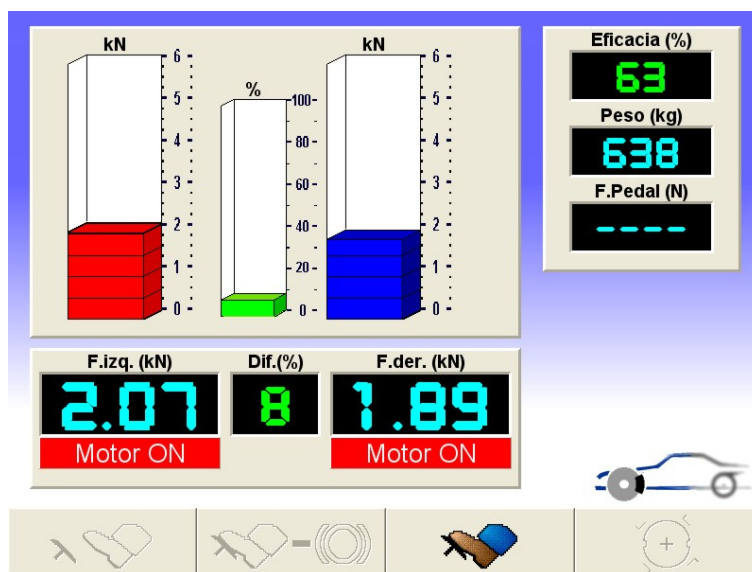 kN
kN
6
5
4
3
2
1
0
%
100
80
60
40
20
0
6
5
4
3
2
1
0
Eficacia (%)
63
Peso (kg)
638
F.Pedal (N)
----
F.izq. (kN)
Dif.(%)
F.der. (kN)
2.07
8
1.89
Motor ON
Motor ON